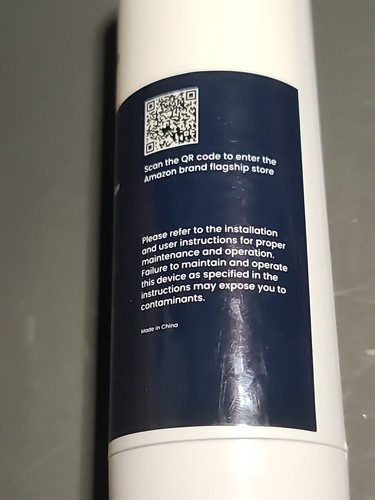 Scan the QR code to enter the
Amazon brand flagship store
Please refer to the installation
and user instructions for proper
maintenance and operation.
Failure to maintain and operate
this device as specified in the
instructions may expose you to
contaminants.
Made in China